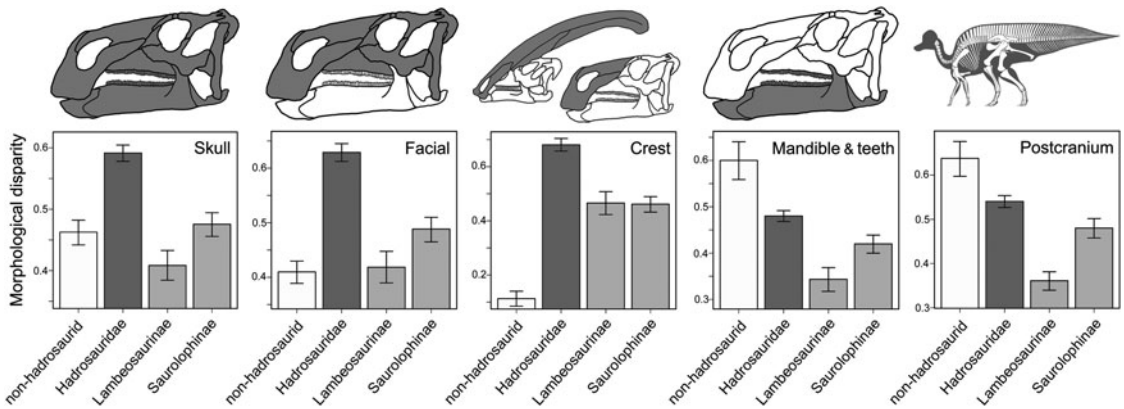 Morphological disparity
Skull
0.6
0.5
0.4
non-hadrosaurid
Hadrosauridae
Lambeosaurinae
Saurolophinae
Facial
0.6
0.5
0.4
non-hadrosaurid
Hadrosauridae
Lambeosaurinae
Saurolophinae
Crest
0.6
0.4
0.2
non-hadrosaurid
Hadrosauridae
Lambeosaurinae
Saurolophinae
Mandible & teeth
0.6
0.5
0.4
0.3
non-hadrosaurid
Hadrosauridae
Lambeosaurinae
Saurolophinae
Postcranium
0.6
0.5
0.4
0.3
non-hadrosaurid
Hadrosauridae
Lambeosaurinae
Saurolophinae